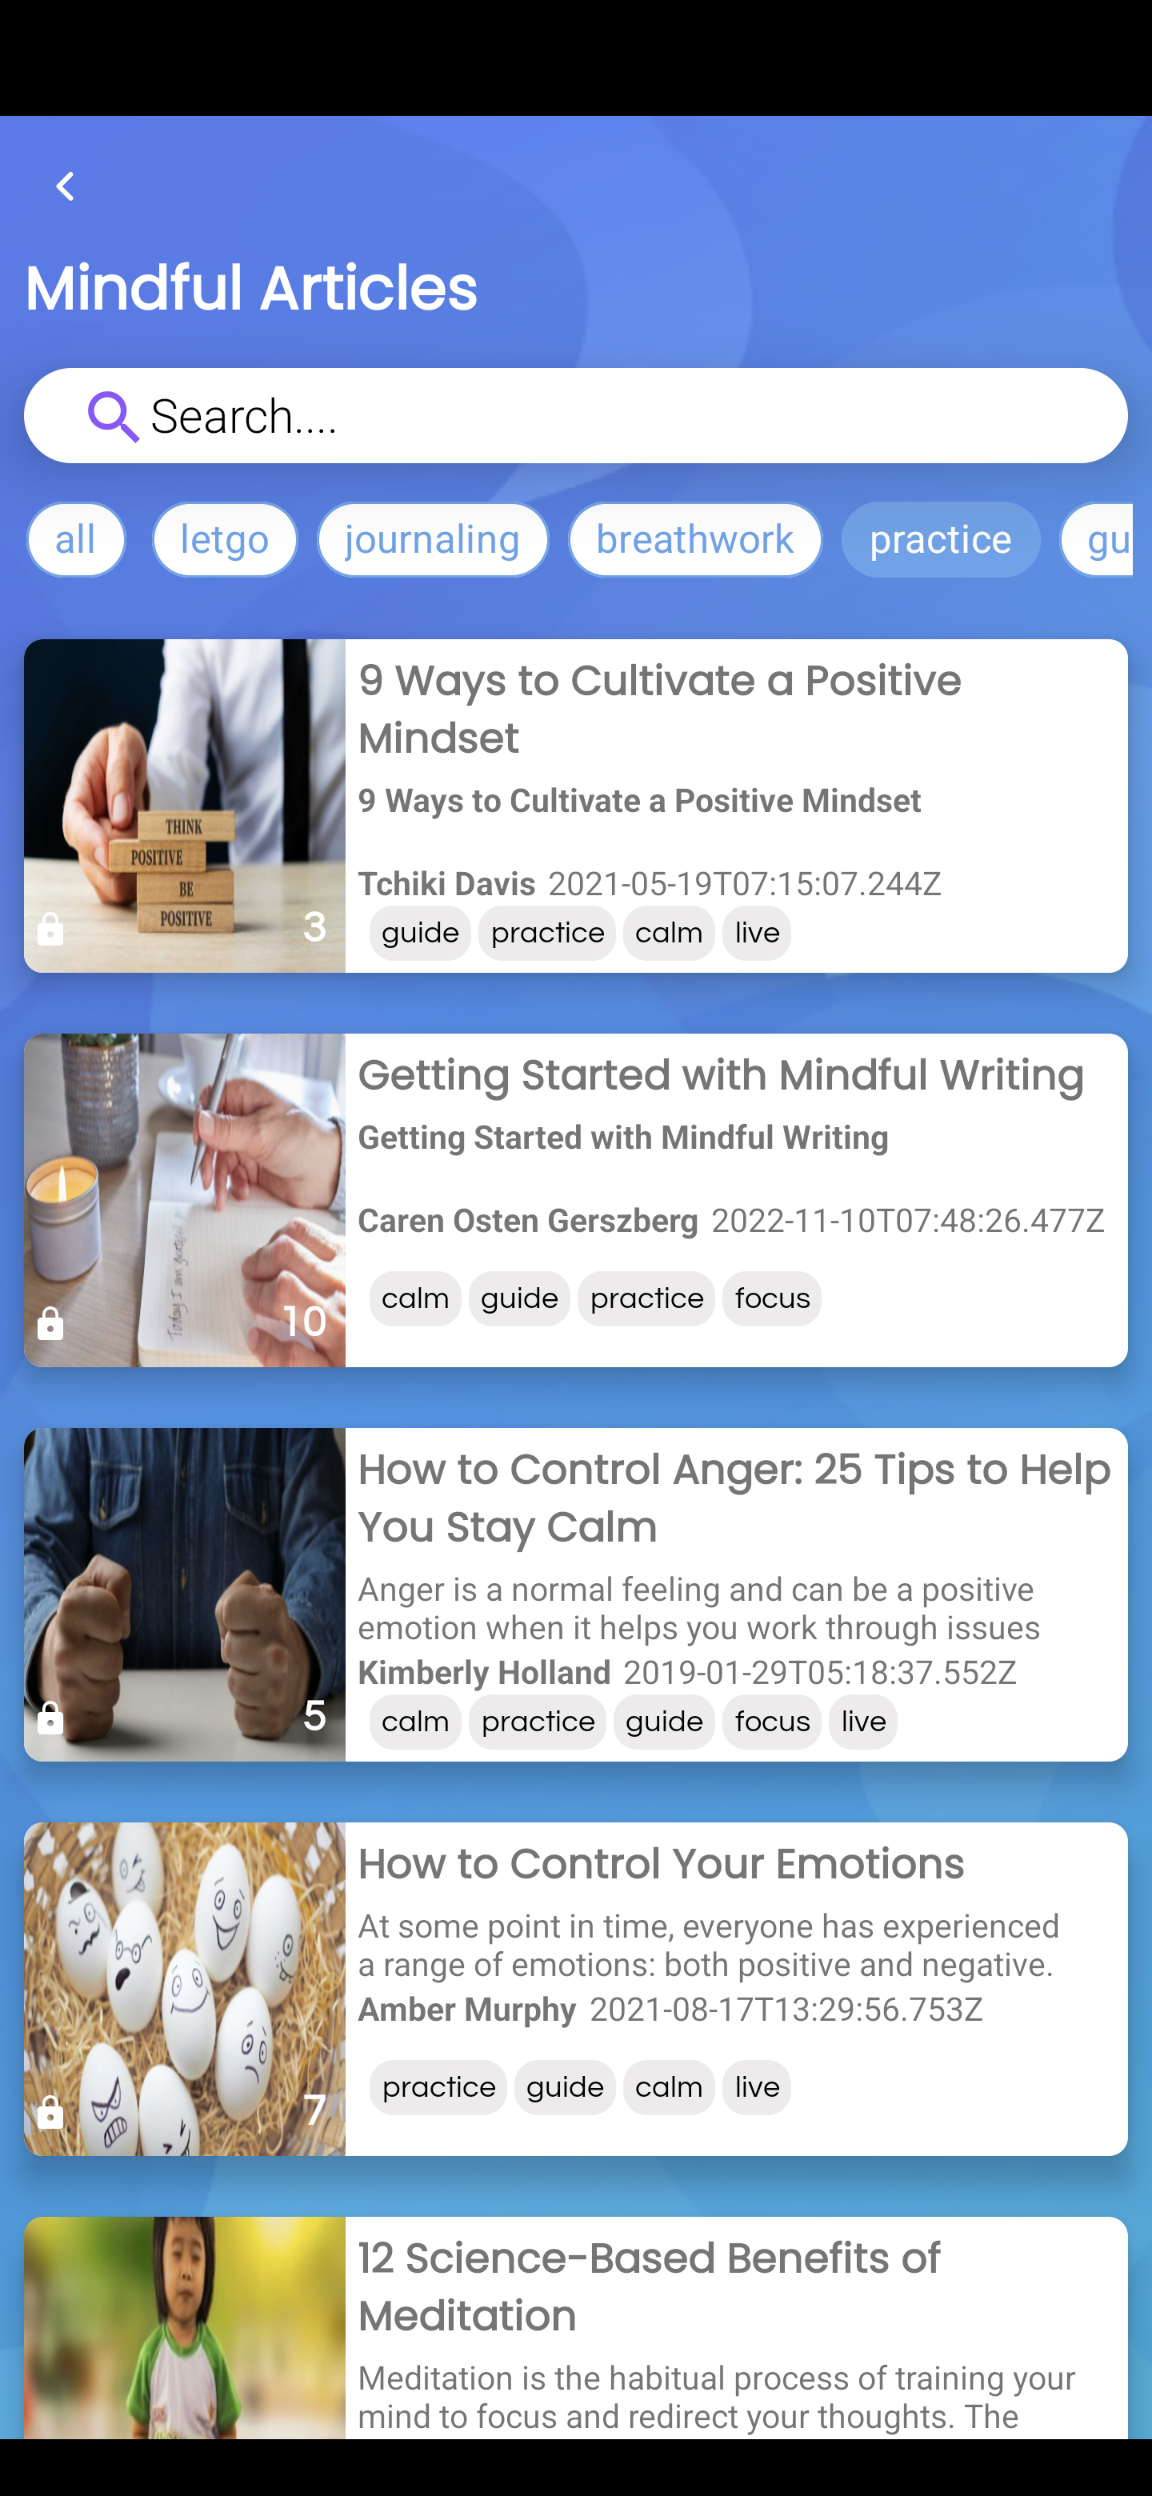 Mindful Articles
Search....
all letgo journaling breathwork practice gu
9 Ways to Cultivate a Positive
Mindset
9 Ways to Cultivate a Positive Mindset
THINK
POSITIVE
BE
POSITIVE
Tchiki Davis 2021-05-19T07:15:07.244Z
3
guide practice calm live
Getting Started with Mindful Writing
Getting Started with Mindful Writing
Caren Osten Gerszberg 2022-11-10T07:48:26.477Z
Today I am grateful
10
calm guide practice focus
How to Control Anger: 25 Tips to Help
You Stay Calm
Anger is a normal feeling and can be a positive
emotion when it helps you work through issues
Kimberly Holland 2019-01-29T05:18:37.552Z
5
calm practice guide focus live
How to Control Your Emotions
At some point in time, everyone has experienced
a range of emotions: both positive and negative.
Amber Murphy 2021-08-17T13:29:56.753Z
7
practice guide calm live
12 Science-Based Benefits of
Meditation
Meditation is the habitual process of training your
mind to focus and redirect your thoughts. The